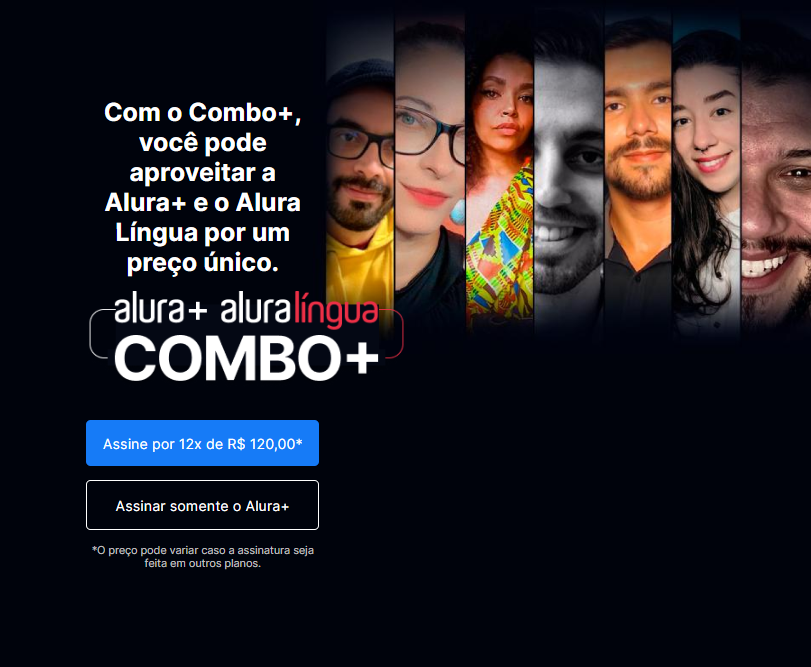 Com o Combo+,
você pode
aproveitar a
Alura+ e o Alura
Língua por um
preço único.
alura+ aluralíngua
COMBO+
Assine por 12x de R$ 120,00*
Assinar somente o Alura+
*O preço pode variar caso a assinatura seja
feita em outros planos.